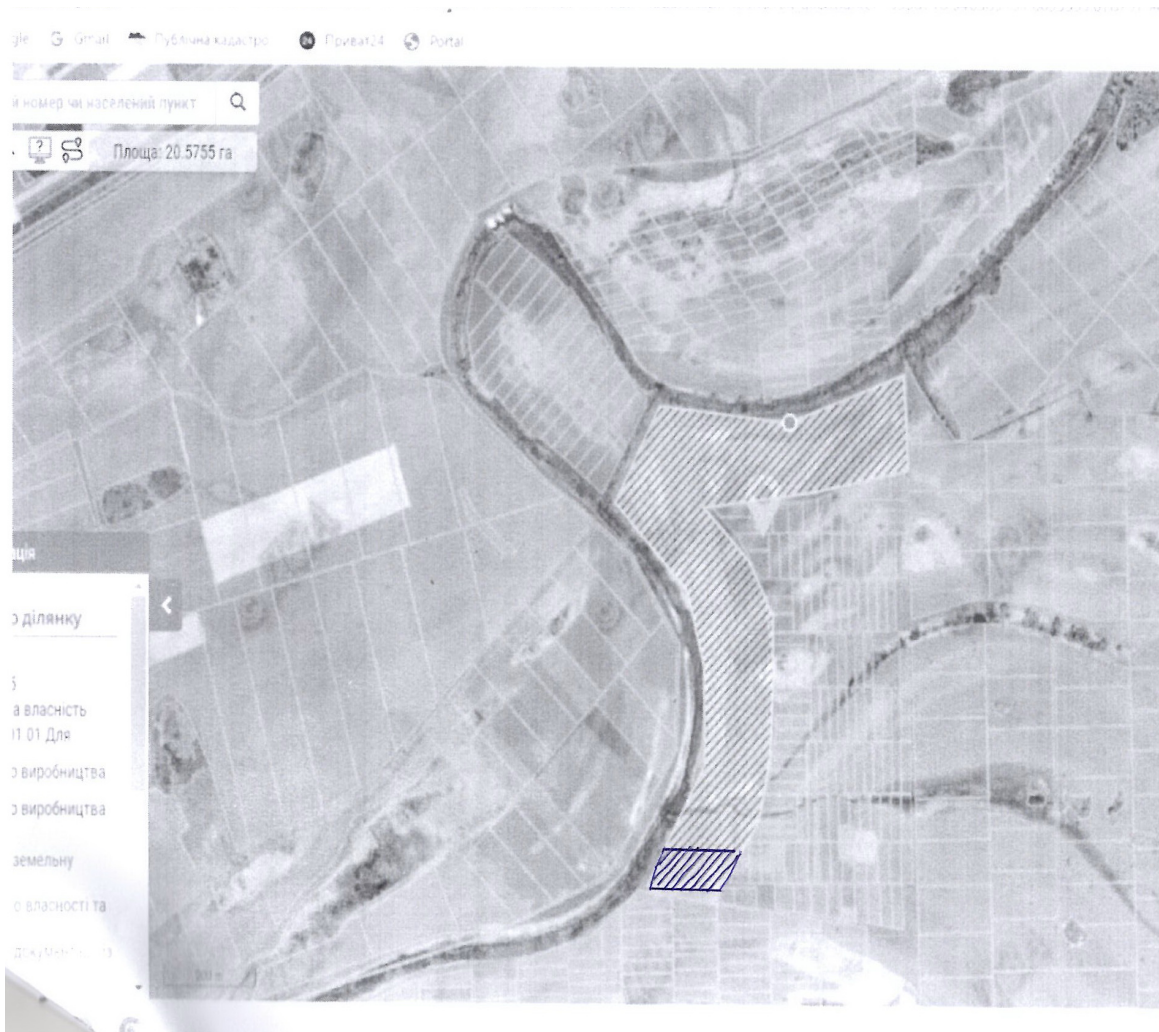 gle Gmail Публічна кадастро Приват24 Portal
и номер чи населений пункт
Площа: 20.5755 га
ція
о ділянку
а власність
01.01 Для
о виробництва
о виробництва
земельну
о власності та